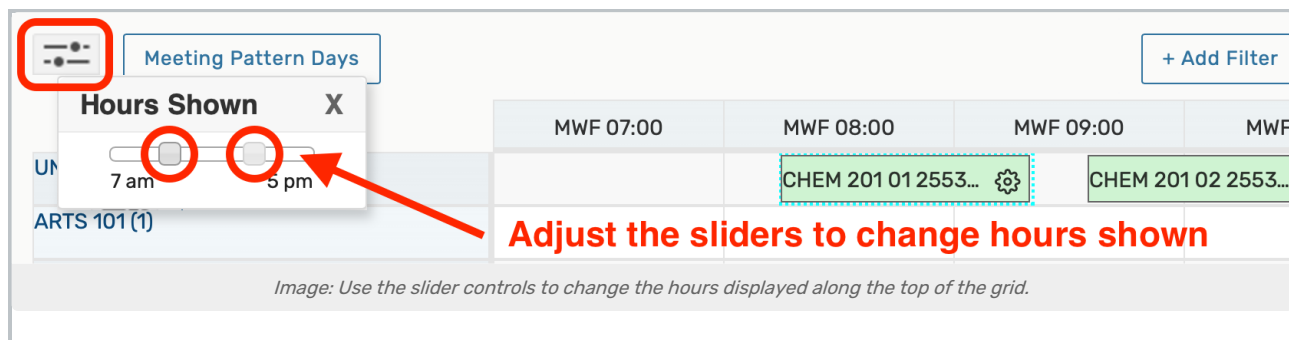 Meeting Pattern Days
+ Add Filter
Hours Shown X
7 am 5 pm
MWF 07:00 MWF 08:00 MWF 09:00 MWF
CHEM 201 01 2553... CHEM 201 02 2553...
ARTS 101 (1)
Adjust the sliders to change hours shown
Image: Use the slider controls to change the hours displayed along the top of the grid.